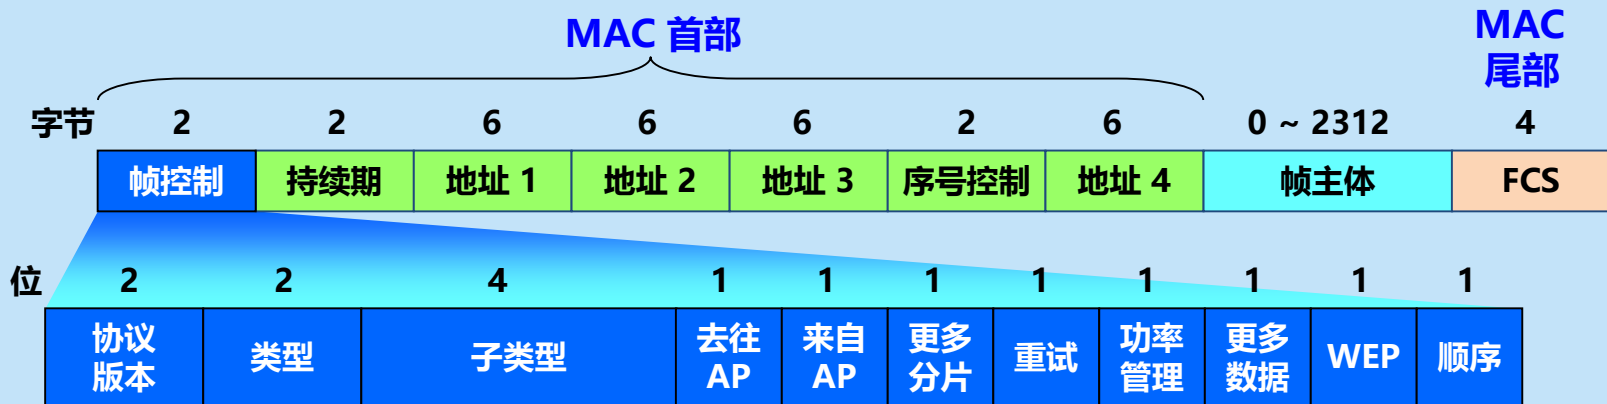 MAC 首部
MAC
尾部
字节 2 2 6 6 6 2 6 0 ~ 2312 4
帧控制 持续期 地址 1 地址 2 地址 3 序号控制 地址 4 帧主体 FCS
位 2 2 4 1 1 1 1 1 1 1 1
协议
版本
类型
子类型
去往
AP
来自
AP
更多
分片
重试
功率
管理
更多
数据
WEP
顺序